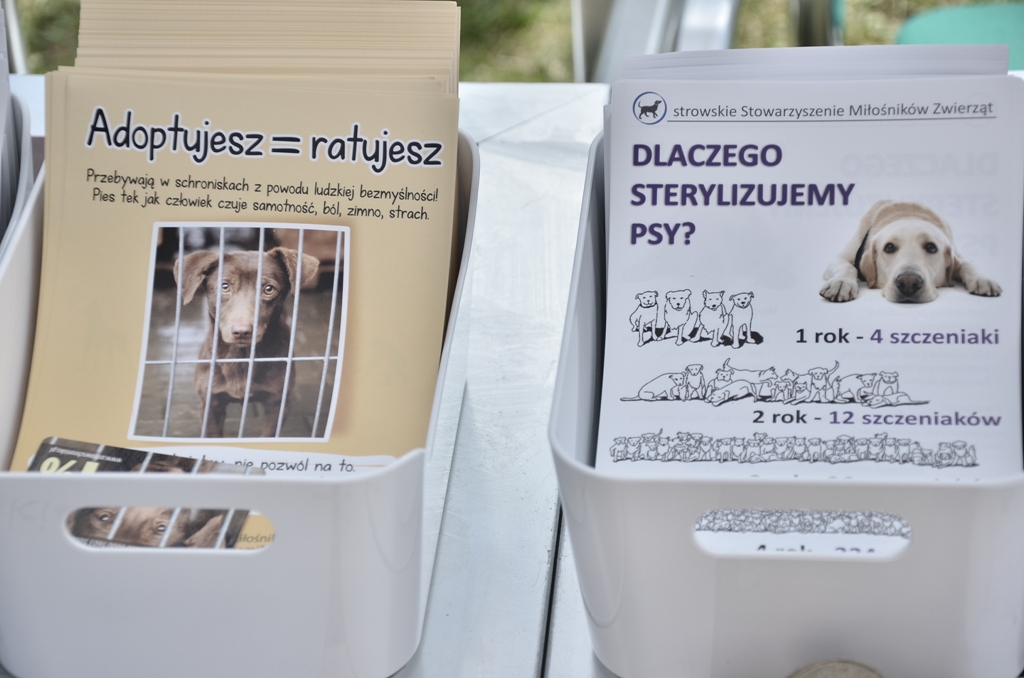 Adoptujesz = ratujesz
Przebywają w schroniskach z powodu ludzkiej bezmyślności!
Pies tek jak człowiek czuje samotność, ból, zimno, strach.
nie pozwól na to.
strowskie Stowarzyszenie Miłośników Zwierząt
DLACZEGO
STERYLIZUJEMY
PSY?
1 rok - 4 szczeniaki
2 rok - 12 szczeniaków